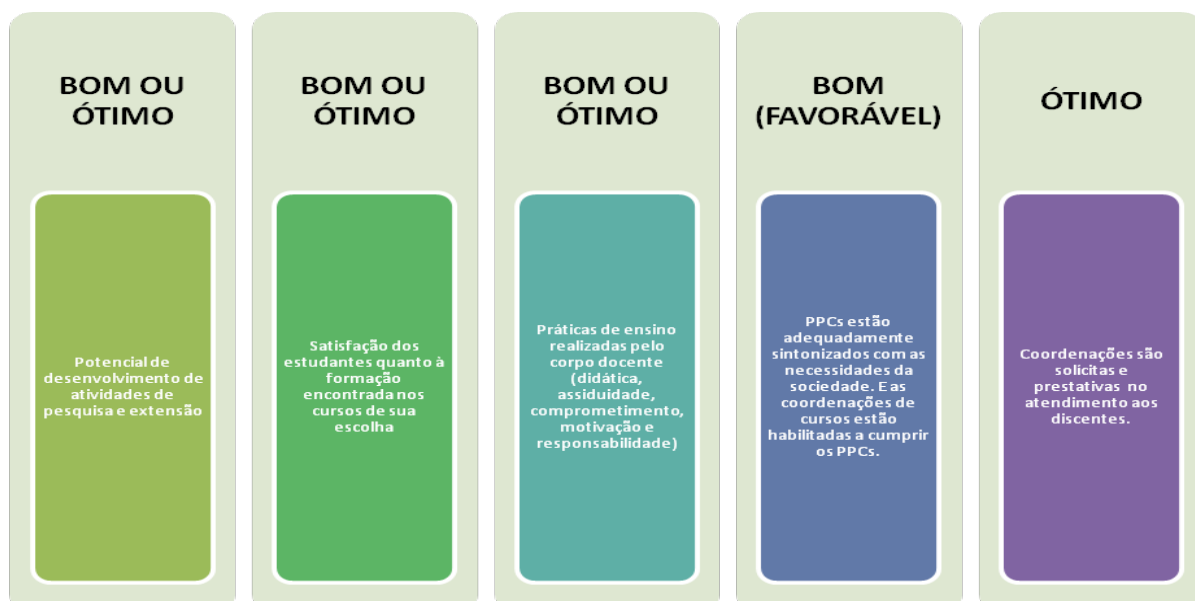 BOM OU
ÓTIMO
Potencial de
desenvolvimento de
atividades de
pesquisa e extensão
BOM OU
ÓTIMO
Satisfação dos
estudantes quanto à
formação
encontrada nos
cursos de sua
escolha
BOM OU
ÓTIMO
Práticas de ensino
realizadas pelo
corpo docente
(didática,
assiduidade,
comprometimento,
motivação e
responsabilidade)
BOM
(FAVORÁVEL)
PPCs estão
adequadamente
sintonizados com as
necessidades da
sociedade. E as
coordenações de
cursos estão
habilitadas a cumprir
os PPCs.
ÓTIMO
Coordenações são
solicitas e
prestativas no
atendimento aos
discentes.